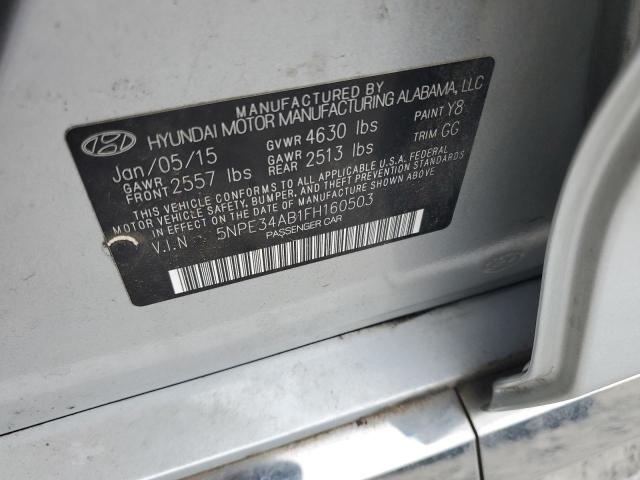 MANUFACTURED BY
HYUNDAI MOTOR MANUFACTURING ALABAMA, LLC
Jan/05/15 GVWR 4630 lbs PAINT Y8
GAWR FRONT 2557 lbs GAWR REAR 2513 lbs TRIM GG
THIS VEHICLE CONFORMS TO ALL APPLICABLE U.S.A. FEDERAL
MOTOR VEHICLE SAFETY, BUMPER, AND THEFT PREVENTION STANDARDS
IN EFFECT ON THE DATE OF MANUFACTURE SHOWN ABOVE.
V.I.N 5NPE34AB1FH160503
PASSENGER CAR